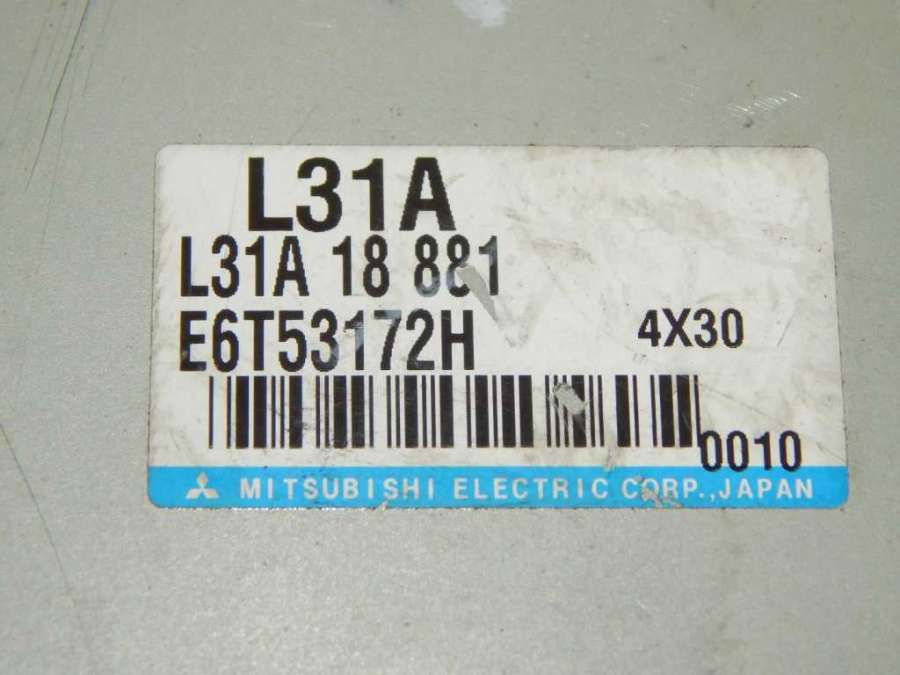 L31A
L31A 18 881
E6T53172H 4X30
0010
MITSUBISHI ELECTRIC CORP.,JAPAN